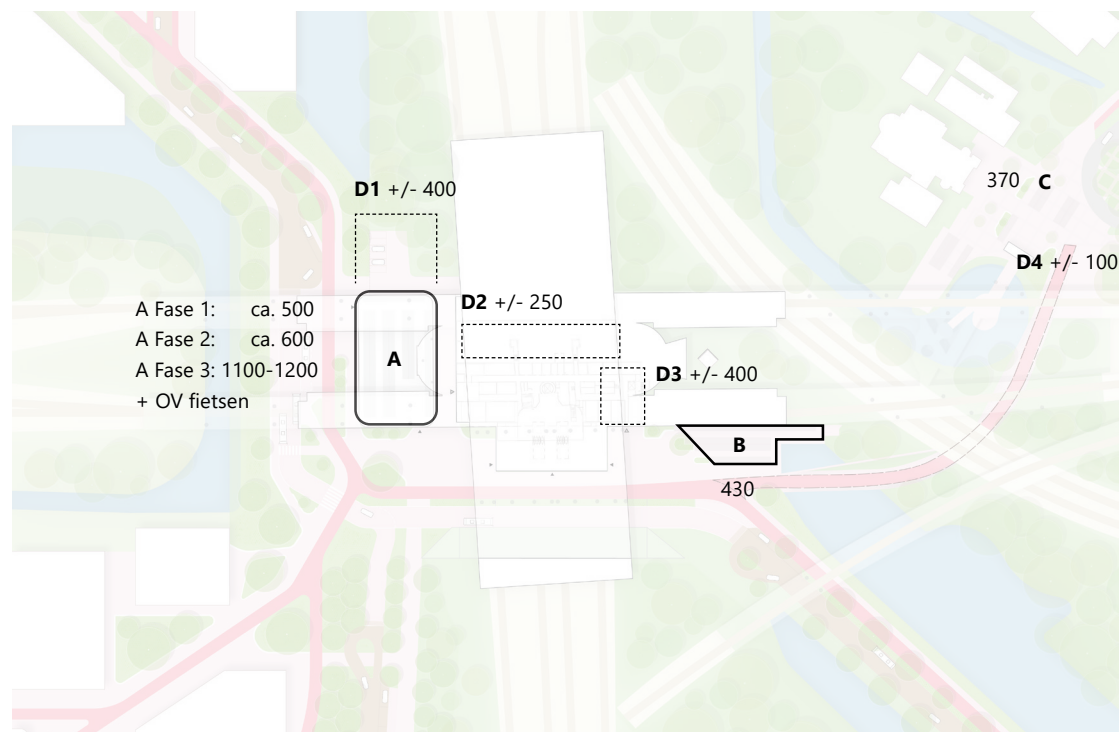 370 C
D1 +/- 400
D4 +/- 100
D2 +/- 250
A Fase 1: ca. 500
A Fase 2: ca. 600
A Fase 3: 1100-1200
+ OV fietsen
A
D3 +/- 400
B
430